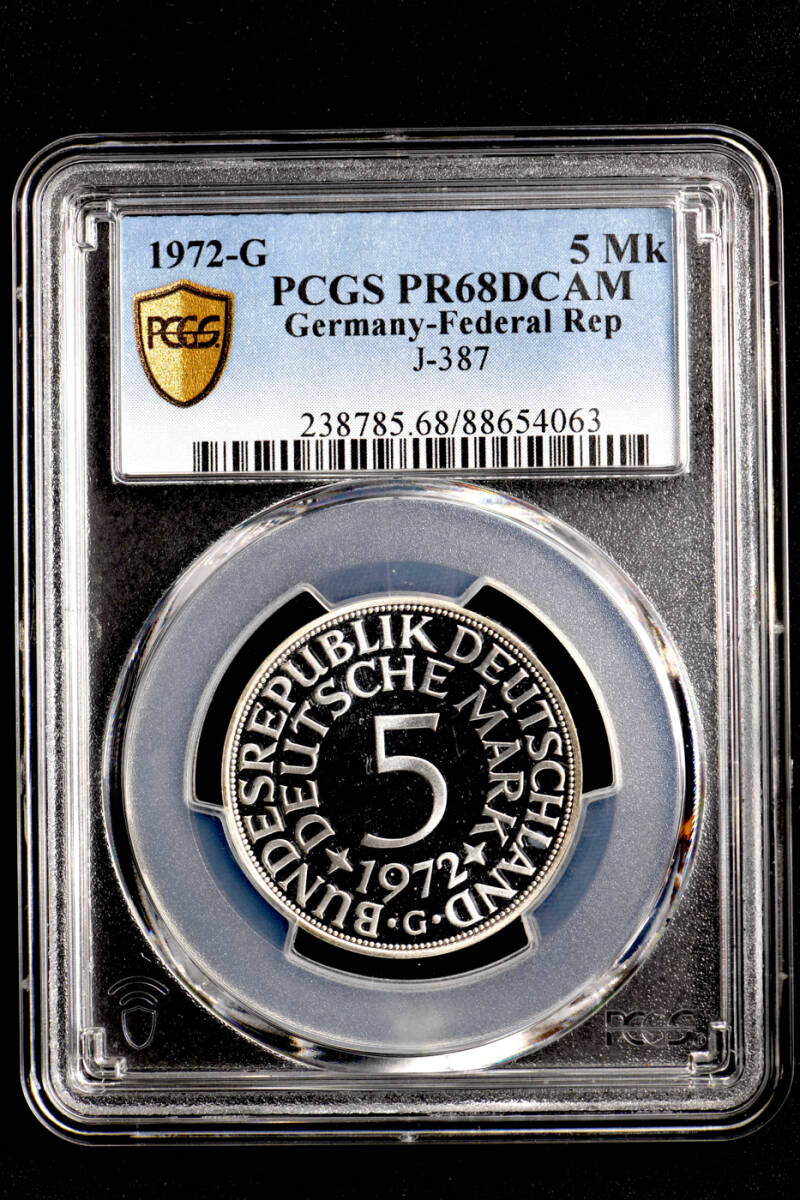 1972-G
5 Mk
PCGS PR68DCAM
Germany-Federal Rep
J-387
PCGS.
238785.68/88654063
BUNDESREPUBLIK DEUTSCHLAND
DEUTSCHE MARK
5
1972
·G·
PCGS